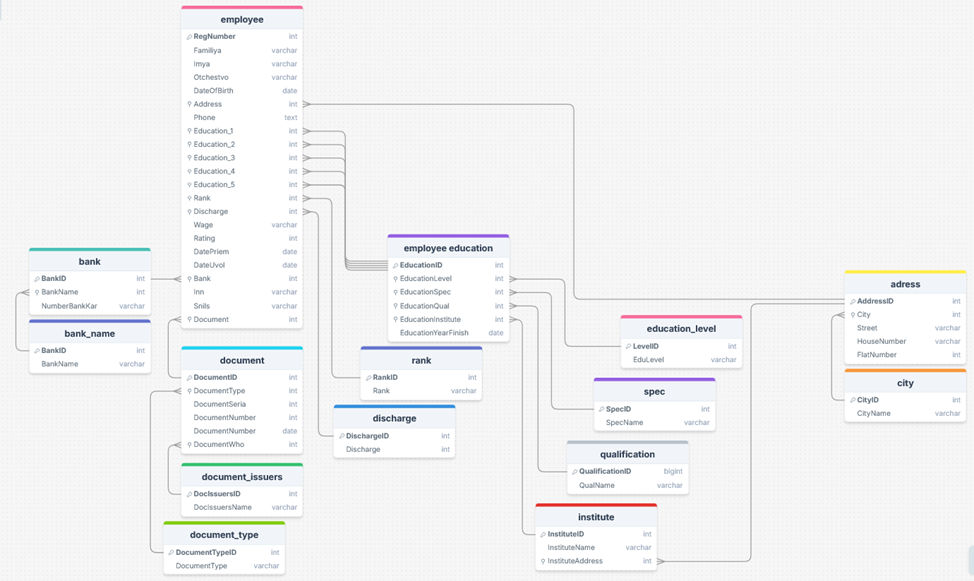 employee
RegNumber int
Familiya varchar
Imya varchar
Otchestvo varchar
DateOfBirth date
Address int
Phone text
Education_1 int
Education_2 int
Education_3 int
Education_4 int
Education_5 int
Rank int
Discharge int
Wage varchar
Rating int
DatePriem date
DateUvol date
Bank int
Inn varchar
Snils varchar
Document int
bank
BankID int
BankName int
NumberBankKar varchar
bank_name
BankID int
BankName varchar
document
DocumentID int
DocumentType int
DocumentSeria int
DocumentNumber int
DocumentNumber date
DocumentWho int
document_issuers
DocIssuersID int
DocIssuersName varchar
document_type
DocumentTypeID int
DocumentType varchar
employee education
EducationID int
EducationLevel int
EducationSpec int
EducationQual int
EducationInstitute int
EducationYearFinish date
rank
RankID int
Rank varchar
discharge
DischargeID int
Discharge int
education_level
LevelID int
EduLevel varchar
spec
SpecID int
SpecName varchar
qualification
QualificationID bigint
QualName varchar
institute
InstituteID int
InstituteName varchar
InstituteAddress int
adress
AddressID int
City int
Street varchar
HouseNumber varchar
FlatNumber int
city
CityID int
CityName varchar